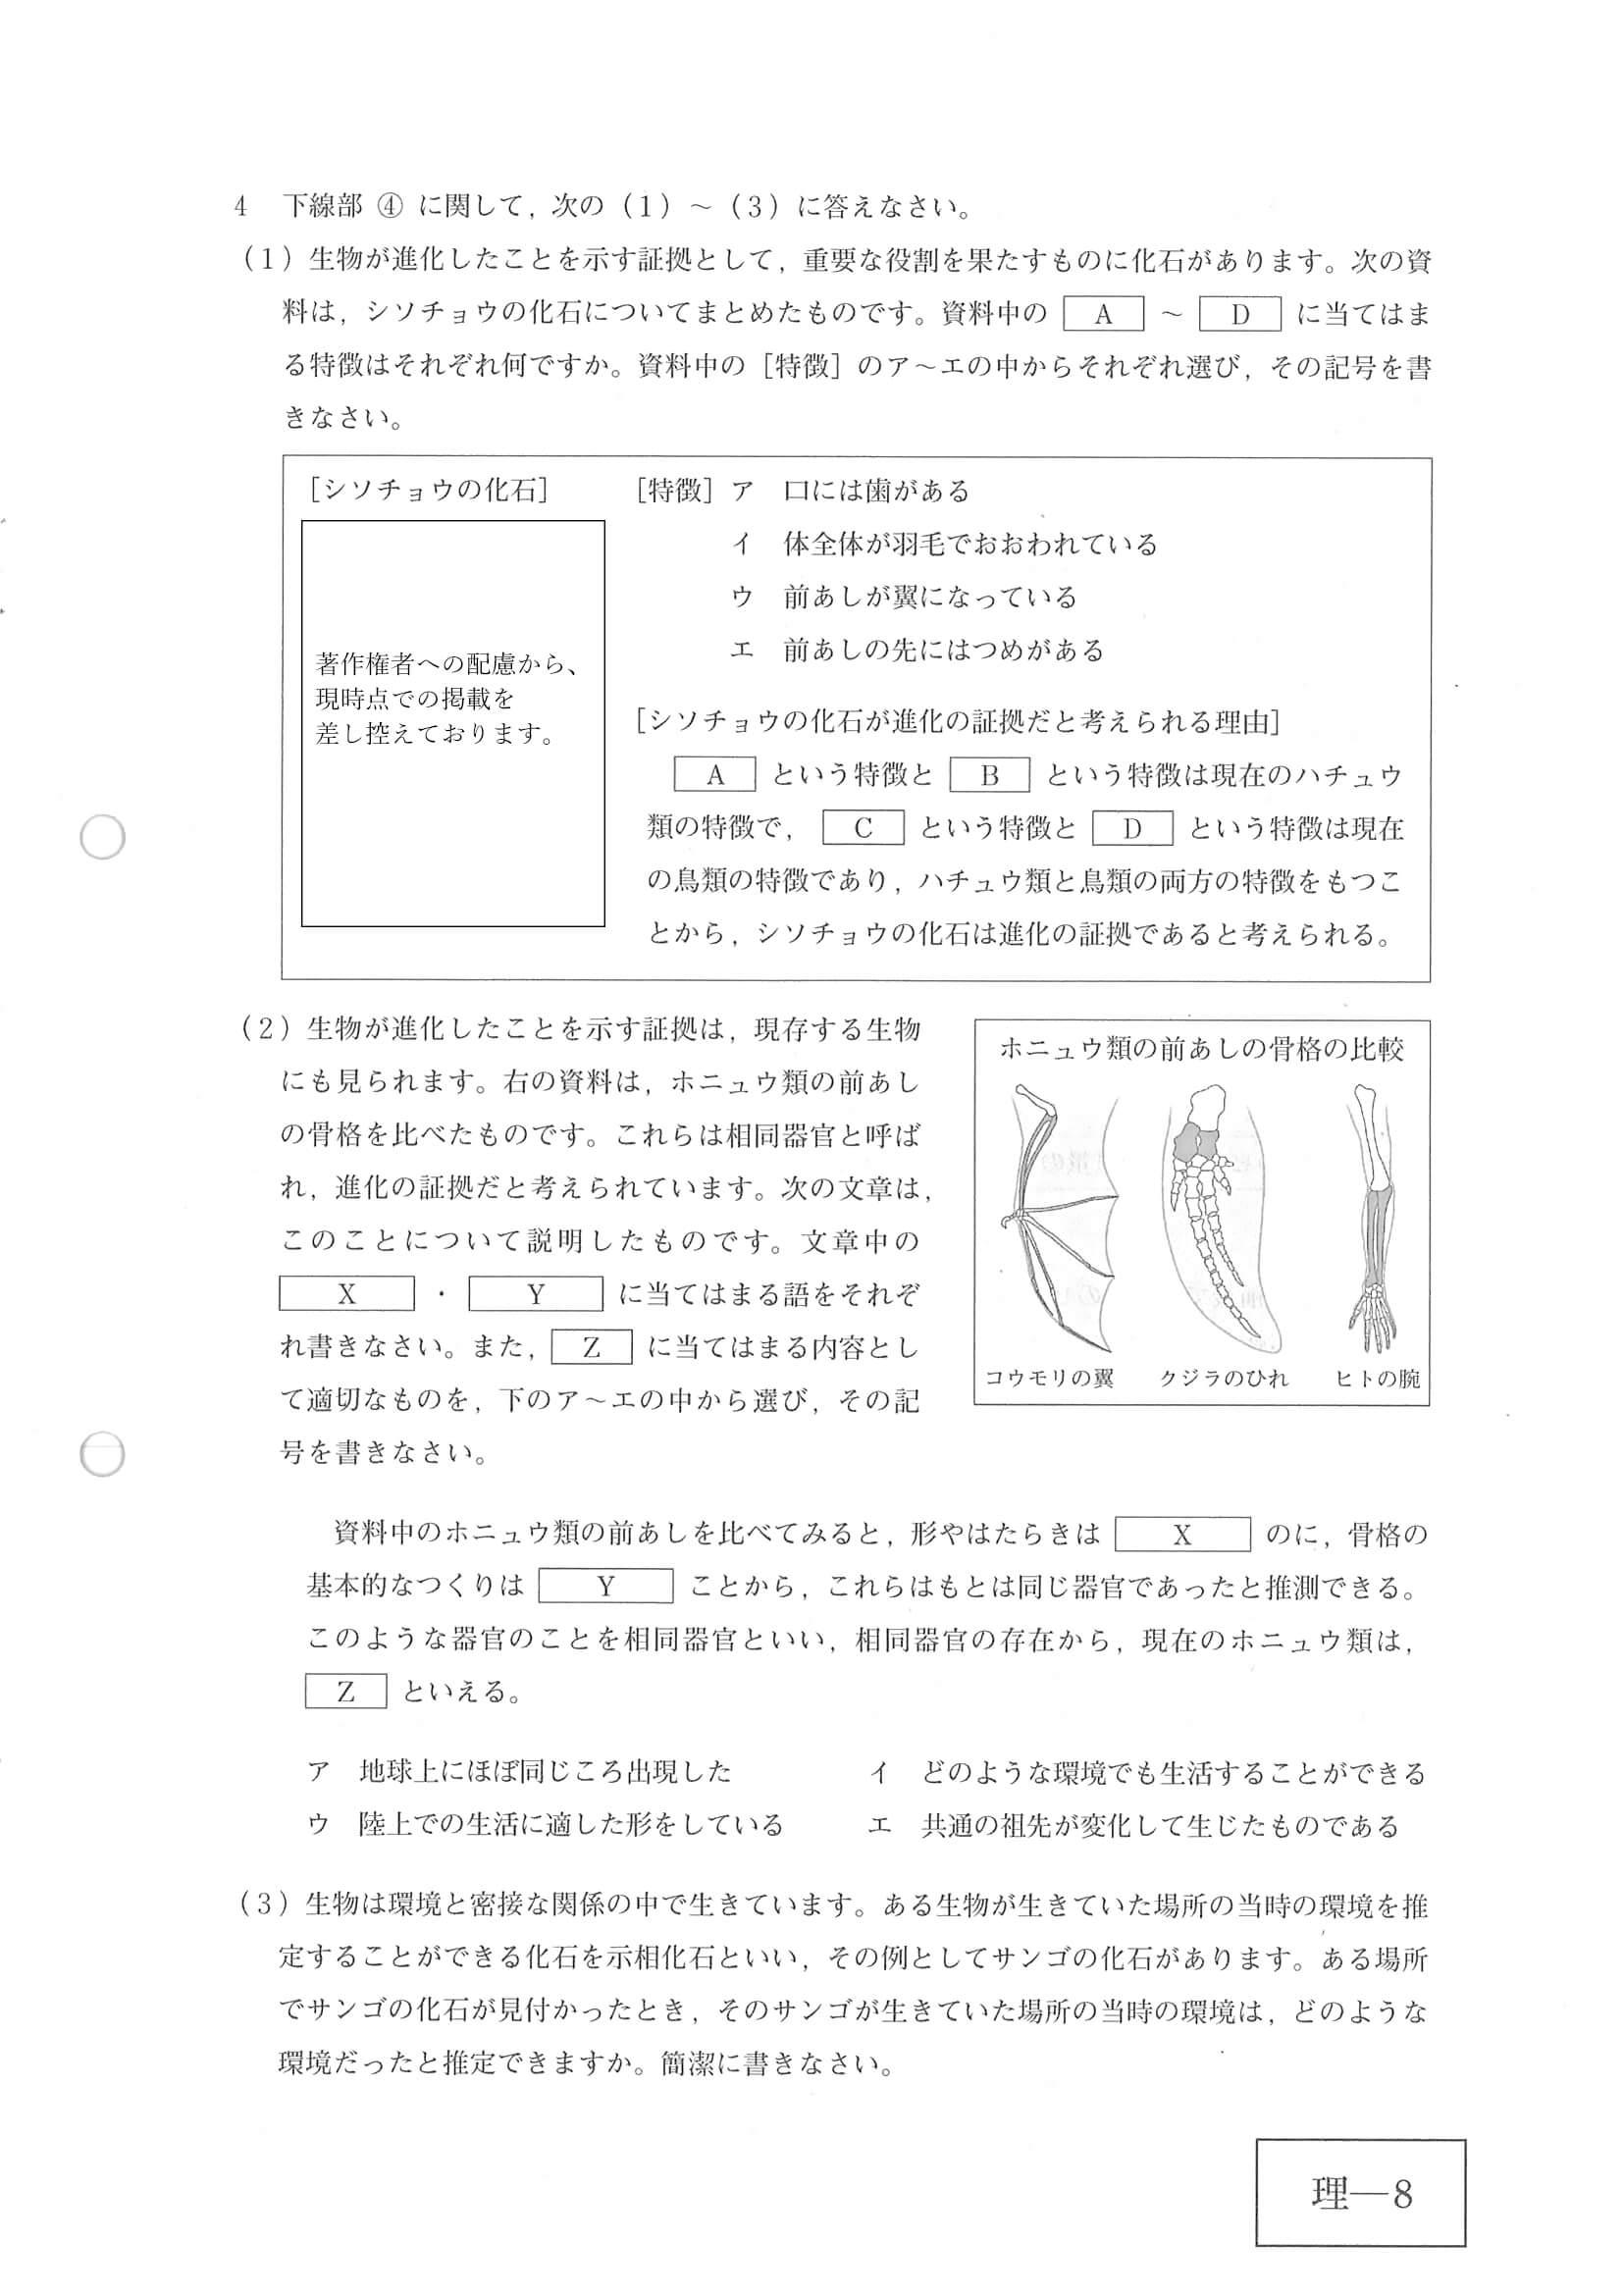 4　下線部 ④ に関して，次の（1）～（3）に答えなさい。
（1）生物が進化したことを示す証拠として，重要な役割を果たすものに化石があります。次の資
料は，シソチョウの化石についてまとめたものです。資料中の A ～ D に当てはま
る特徴はそれぞれ何ですか。資料中の［特徴］のア～エの中からそれぞれ選び，その記号を書
きなさい。
［シソチョウの化石］
著作権者への配慮から、
現時点での掲載を
差し控えております。
［特徴］ア　口には歯がある
イ　体全体が羽毛でおおわれている
ウ　前あしが翼になっている
エ　前あしの先にはつめがある
［シソチョウの化石が進化の証拠だと考えられる理由］
A という特徴と B という特徴は現在のハチュウ
類の特徴で， C という特徴と D という特徴は現在
の鳥類の特徴であり，ハチュウ類と鳥類の両方の特徴をもつこ
とから，シソチョウの化石は進化の証拠であると考えられる。
（2）生物が進化したことを示す証拠は，現存する生物
にも見られます。右の資料は，ホニュウ類の前あし
の骨格を比べたものです。これらは相同器官と呼ば
れ，進化の証拠だと考えられています。次の文章は，
このことについて説明したものです。文章中の
X ・ Y に当てはまる語をそれぞ
れ書きなさい。また， Z に当てはまる内容とし
て適切なものを，下のア～エの中から選び，その記
号を書きなさい。
ホニュウ類の前あしの骨格の比較
コウモリの翼　クジラのひれ　ヒトの腕
資料中のホニュウ類の前あしを比べてみると，形やはたらきは X のに，骨格の
基本的なつくりは Y ことから，これらはもとは同じ器官であったと推測できる。
このような器官のことを相同器官といい，相同器官の存在から，現在のホニュウ類は，
Z といえる。
ア　地球上にほぼ同じころ出現した　イ　どのような環境でも生活することができる
ウ　陸上での生活に適した形をしている　エ　共通の祖先が変化して生じたものである
（3）生物は環境と密接な関係の中で生きています。ある生物が生きていた場所の当時の環境を推
定することができる化石を示相化石といい，その例としてサンゴの化石があります。ある場所
でサンゴの化石が見付かったとき，そのサンゴが生きていた場所の当時の環境は，どのような
環境だったと推定できますか。簡潔に書きなさい。
理―8